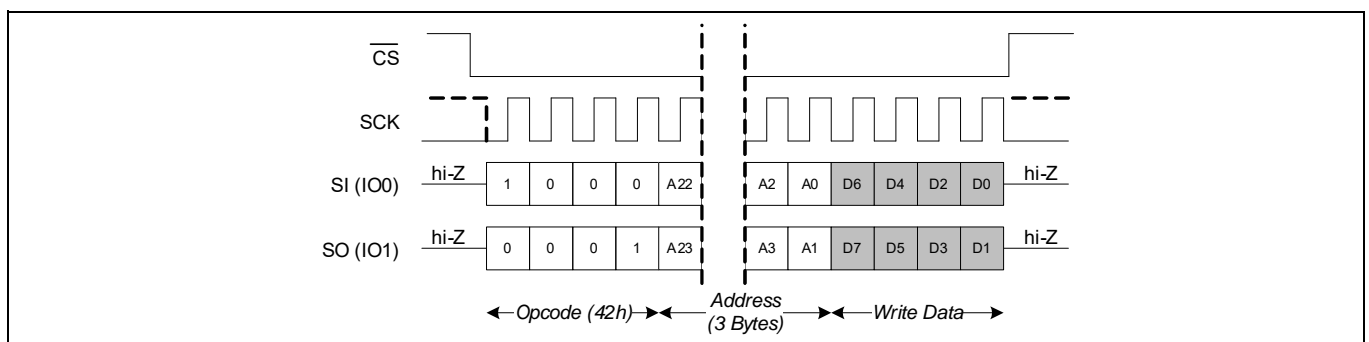 CS
SCK
hi-Z
SI (IO0)
1 0 0 0 A22 A2 A0 D6 D4 D2 D0
hi-Z
hi-Z
SO (IO1)
0 0 0 1 A23 A3 A1 D7 D5 D3 D1
hi-Z
Opcode (42h)
Address
(3 Bytes)
Write Data